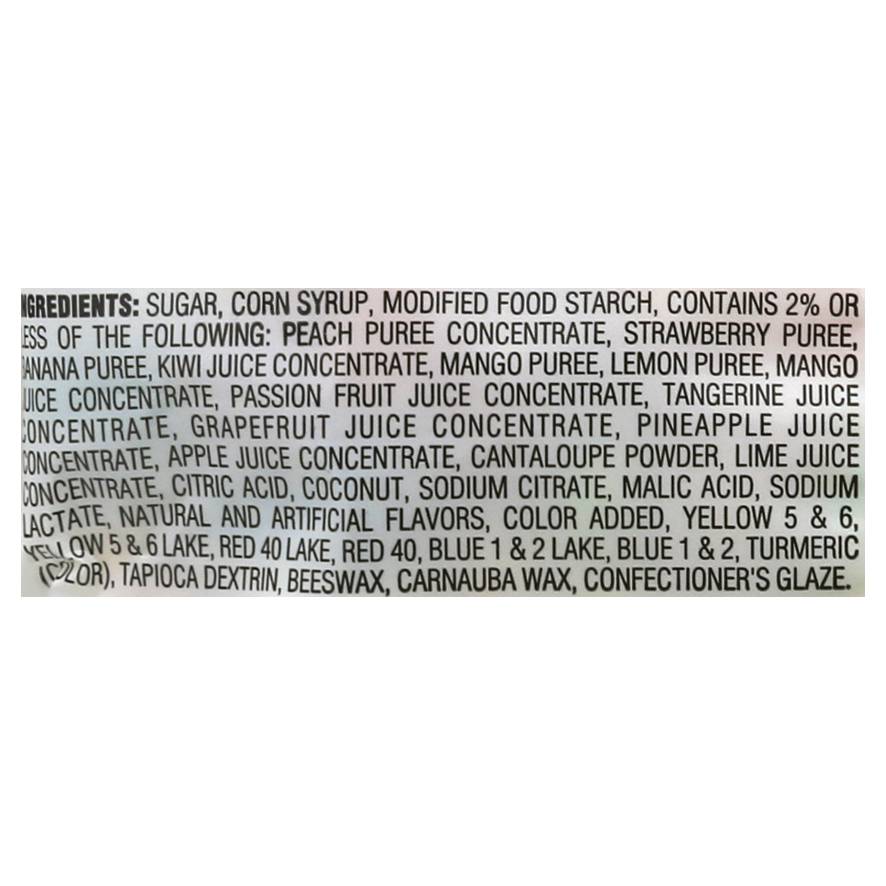 NGREDIENTS: SUGAR, CORN SYRUP, MODIFIED FOOD STARCH, CONTAINS 2% OR
LESS OF THE FOLLOWING: PEACH PUREE CONCENTRATE, STRAWBERRY PUREE,
BANANA PUREE, KIWI JUICE CONCENTRATE, MANGO PUREE, LEMON PUREE, MANGO
JUICE CONCENTRATE, PASSION FRUIT JUICE CONCENTRATE, TANGERINE JUICE
CONCENTRATE, GRAPEFRUIT JUICE CONCENTRATE, PINEAPPLE JUICE
CONCENTRATE, APPLE JUICE CONCENTRATE, CANTALOUPE POWDER, LIME JUICE
CONCENTRATE, CITRIC ACID, COCONUT, SODIUM CITRATE, MALIC ACID, SODIUM
LACTATE, NATURAL AND ARTIFICIAL FLAVORS, COLOR ADDED, YELLOW 5 & 6,
YELLOW 5 & 6 LAKE, RED 40 LAKE, RED 40, BLUE 1 & 2 LAKE, BLUE 1 & 2, TURMERIC
(COLOR), TAPIOCA DEXTRIN, BEESWAX, CARNAUBA WAX, CONFECTIONER'S GLAZE.